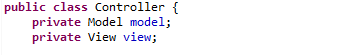 public class Controller {
    private Model model;
    private View view;